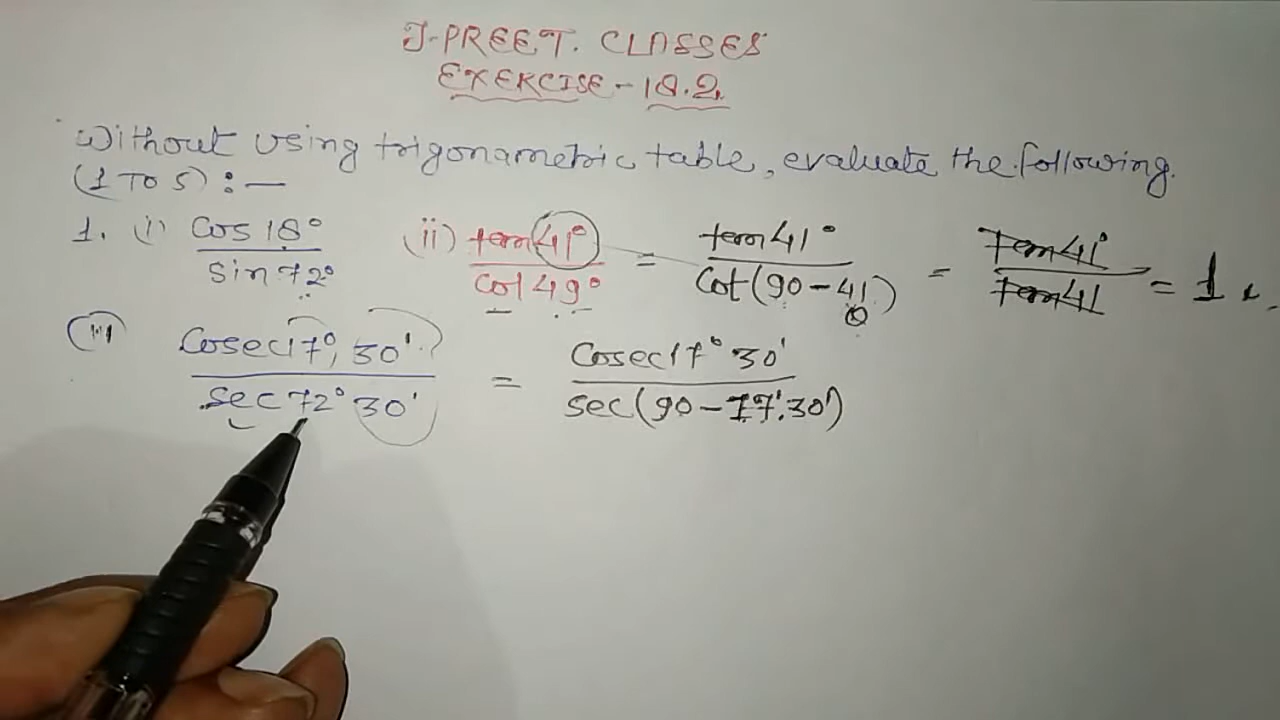 J-PREET. CLASSES
EXERCISE-18.2
Without using trigonametric table, evaluate the following.
(1 TO 5) :-
1. (i) Cos 18° / Sin 72° (ii) tan 41° / Cot 49° = tan 41° / Cot (90-41) = Tan 41° / Tan 41 = 1.
(iii) Cosec 17°, 30' / sec 72° 30' = Cosec 17° 30' / sec (90-17°.30')